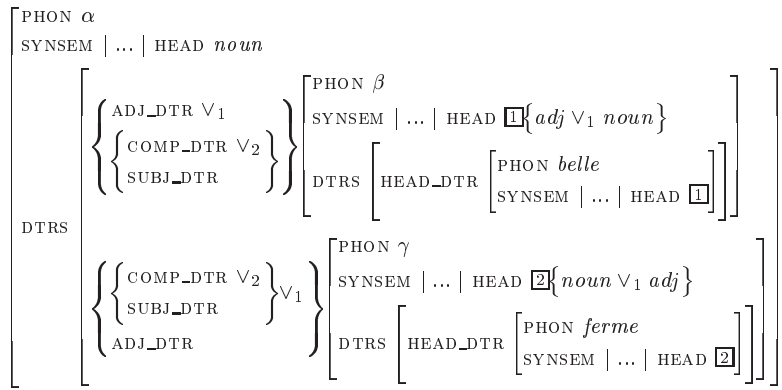 PHON α
SYNSEM | ... | HEAD noun
ADJ_DTR ∨1
COMP_DTR ∨2
SUBJ_DTR
PHON β
SYNSEM | ... | HEAD 1 {adj ∨1 noun}
DTRS HEAD_DTR PHON belle
SYNSEM | ... | HEAD 1
DTRS
COMP_DTR ∨2
SUBJ_DTR
∨1
ADJ_DTR
PHON γ
SYNSEM | ... | HEAD 2 {noun ∨1 adj}
DTRS HEAD_DTR PHON ferme
SYNSEM | ... | HEAD 2